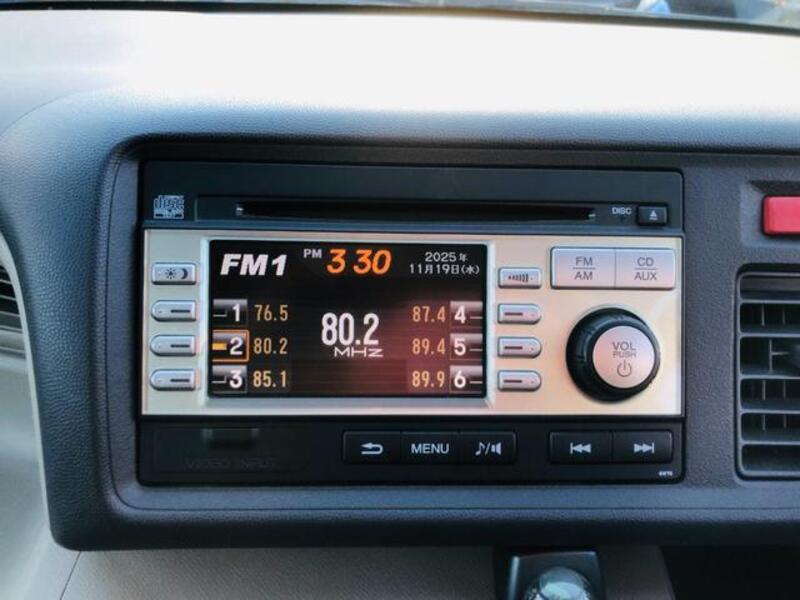 disc
DISC
FM1 PM 3 30 2025年
11月19日(水)
FM
AM
CD
AUX
1 76.5
2 80.2
3 85.1
80.2
MHz
87.4 4
89.4 5
89.9 6
VOL
PUSH
VIDEO INPUT
MENU